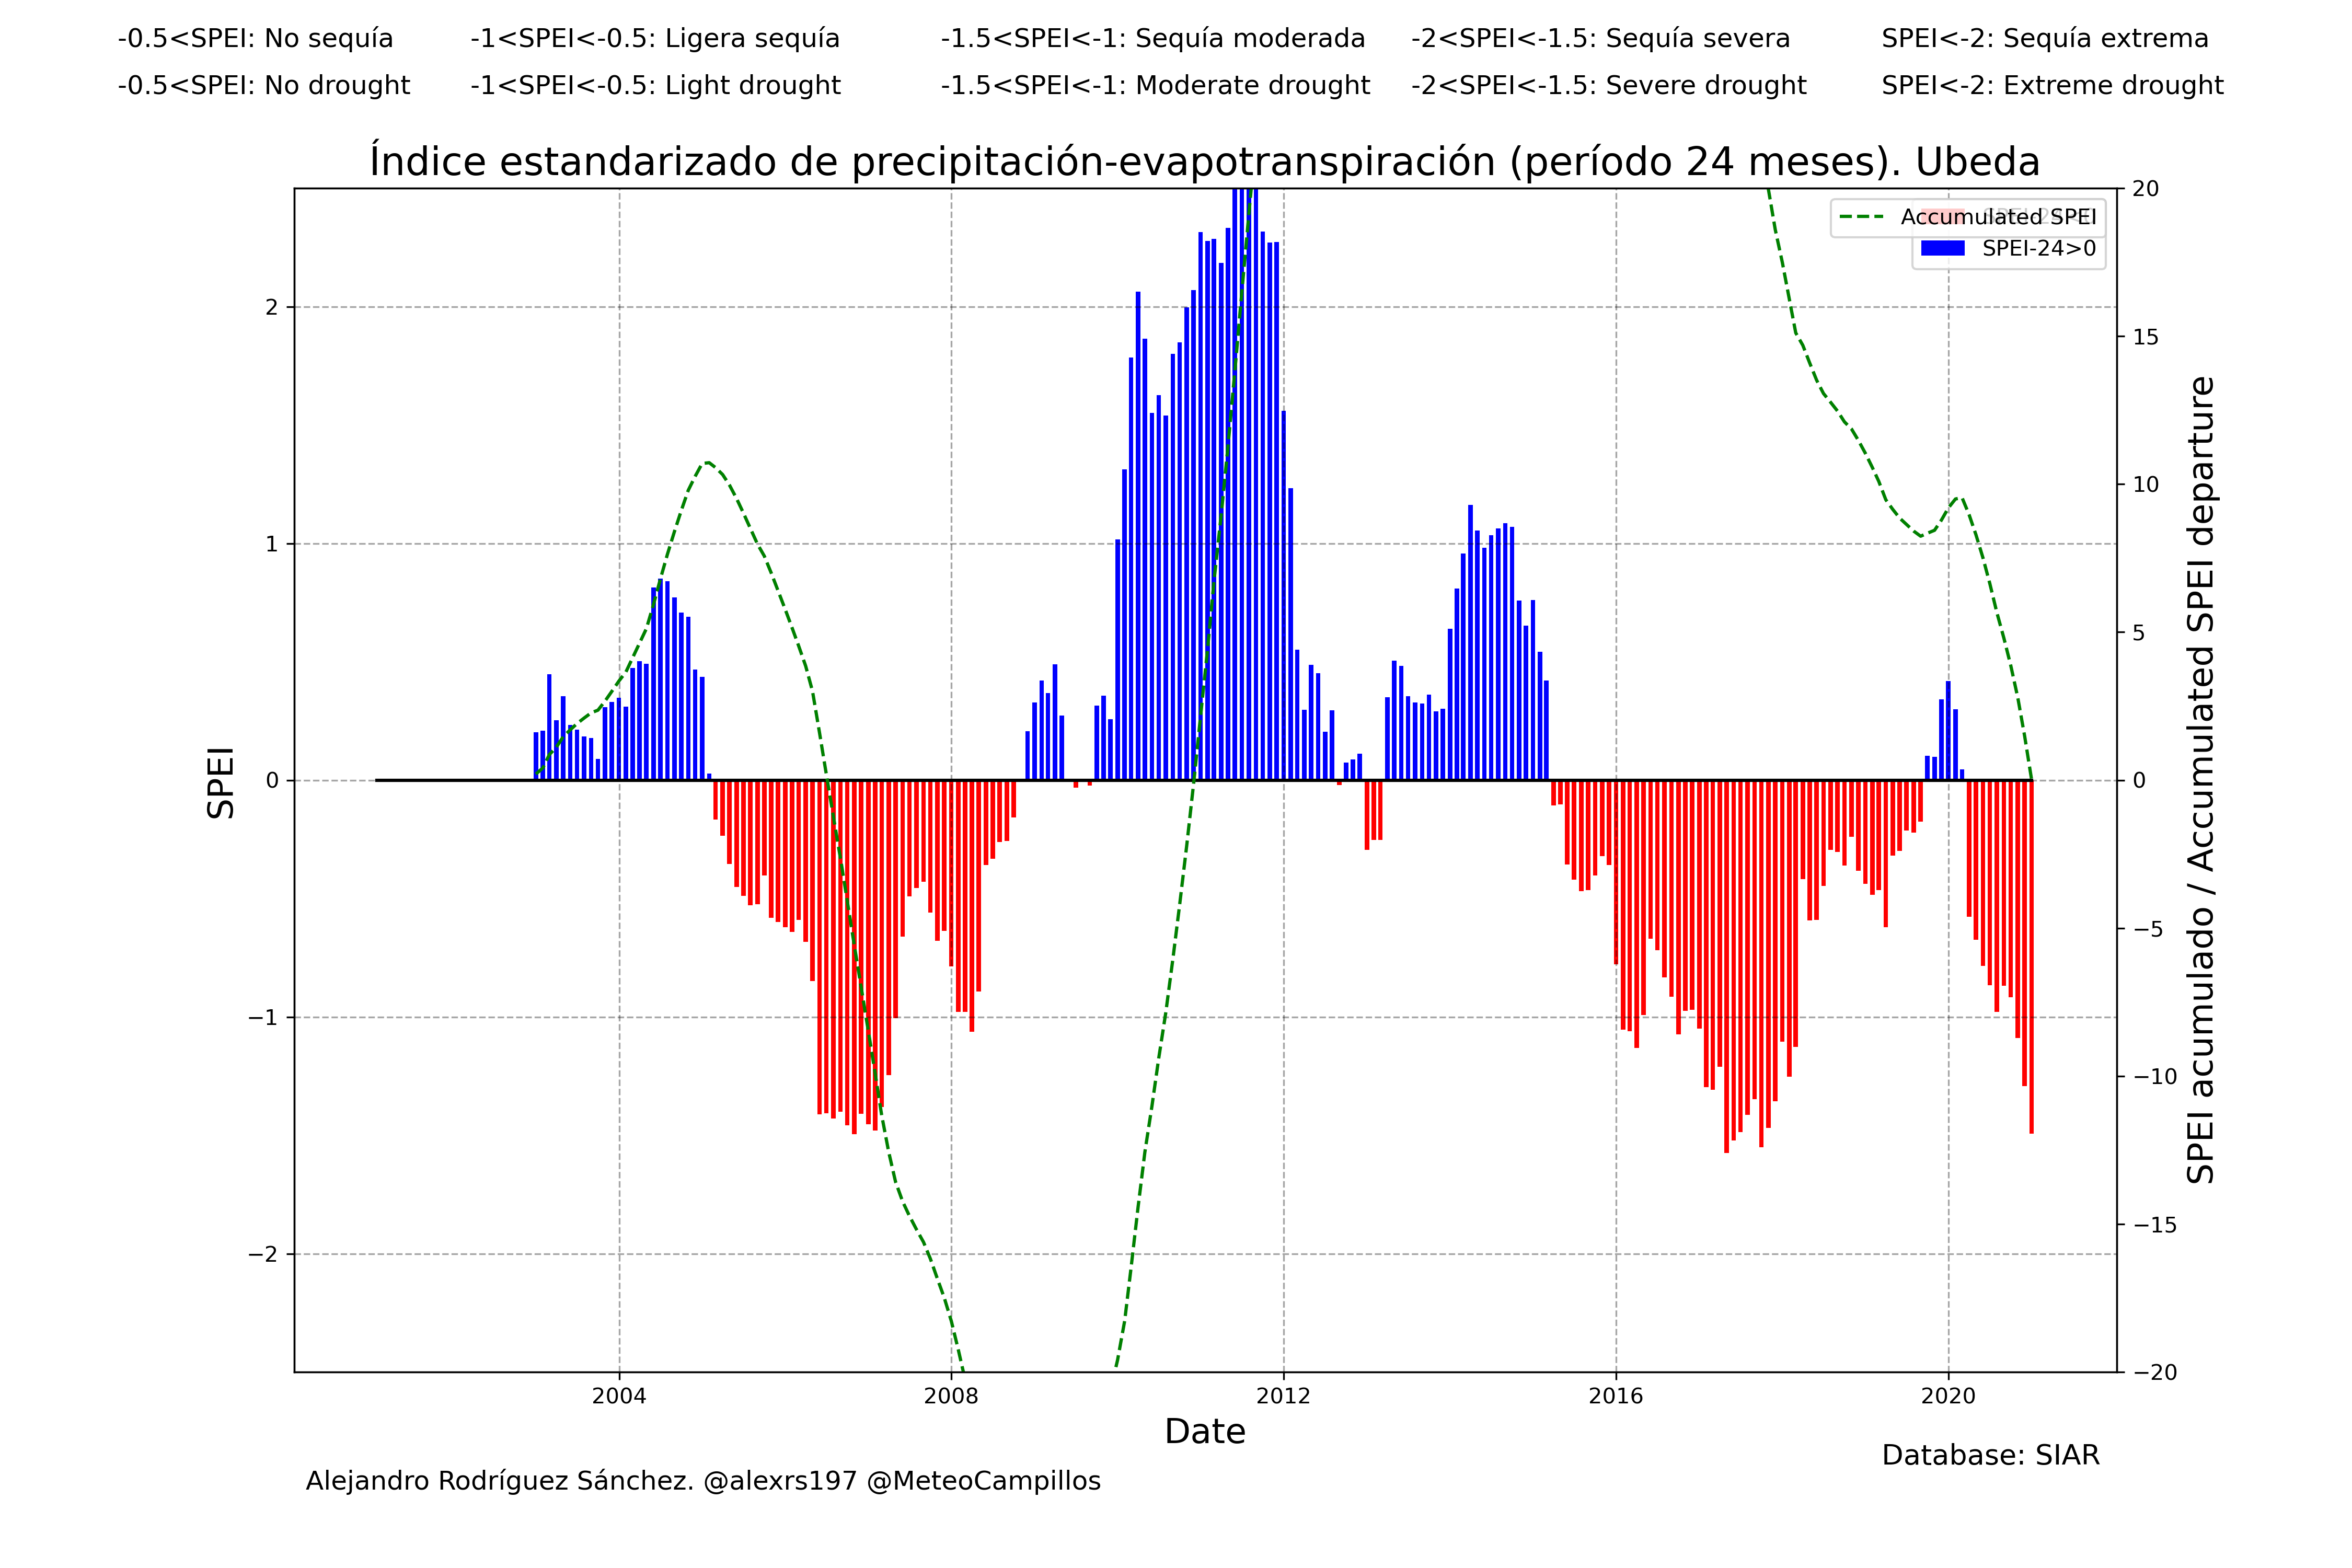 -0.5<SPEI: No sequía -1<SPEI<-0.5: Ligera sequía -1.5<SPEI<-1: Sequía moderada -2<SPEI<-1.5: Sequía severa SPEI<-2: Sequía extrema
-0.5<SPEI: No drought -1<SPEI<-0.5: Light drought -1.5<SPEI<-1: Moderate drought -2<SPEI<-1.5: Severe drought SPEI<-2: Extreme drought
Índice estandarizado de precipitación-evapotranspiración (período 24 meses). Ubeda
Accumulated SPEI
SPEI-24>0
SPEI
2
1
0
−1
−2
20
15
10
5
0
−5
−10
−15
−20
SPEI acumulado / Accumulated SPEI departure
2004 2008 2012 2016 2020
Date
Database: SIAR
Alejandro Rodríguez Sánchez. @alexrs197 @MeteoCampillos